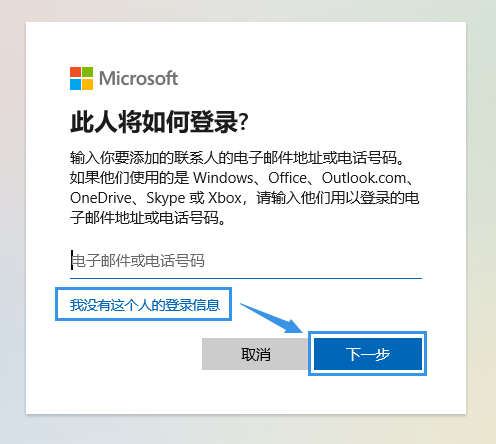 Microsoft
此人将如何登录?
输入你要添加的联系人的电子邮件地址或电话号码。
如果他们使用的是 Windows、Office、Outlook.com、
OneDrive、Skype 或 Xbox，请输入他们用以登录的电
子邮件地址或电话号码。
电子邮件或电话号码
我没有这个人的登录信息
取消
下一步